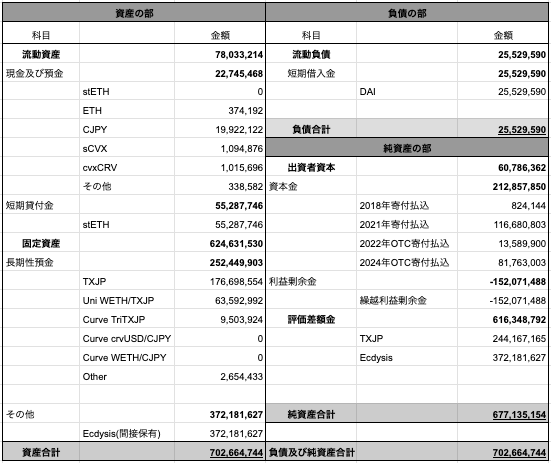 資産の部 負債の部
科目 金額 科目 金額
流動資産 78,033,214 流動負債 25,529,590
現金及び預金 22,745,468 短期借入金 25,529,590
stETH 0 DAI 25,529,590
ETH 374,192
CJPY 19,922,122 負債合計 25,529,590
sCVX 1,094,876 純資産の部
cvxCRV 1,015,696 出資者資本 60,786,362
その他 338,582 資本金 212,857,850
短期貸付金 55,287,746 2018年寄付払込 824,144
stETH 55,287,746 2021年寄付払込 116,680,803
固定資産 624,631,530 2022年OTC寄付払込 13,589,900
長期性預金 252,449,903 2024年OTC寄付払込 81,763,003
TXJP 176,698,554 利益剰余金 -152,071,488
Uni WETH/TXJP 63,592,992 繰越利益剰余金 -152,071,488
Curve TriTXJP 9,503,924 評価差額金 616,348,792
Curve crvUSD/CJPY 0 TXJP 244,167,165
Curve WETH/CJPY 0 Ecdysis 372,181,627
Other 2,654,433
その他 372,181,627 純資産合計 677,135,154
Ecdysis(間接保有) 372,181,627
資産合計 702,664,744 負債及び純資産合計 702,664,744